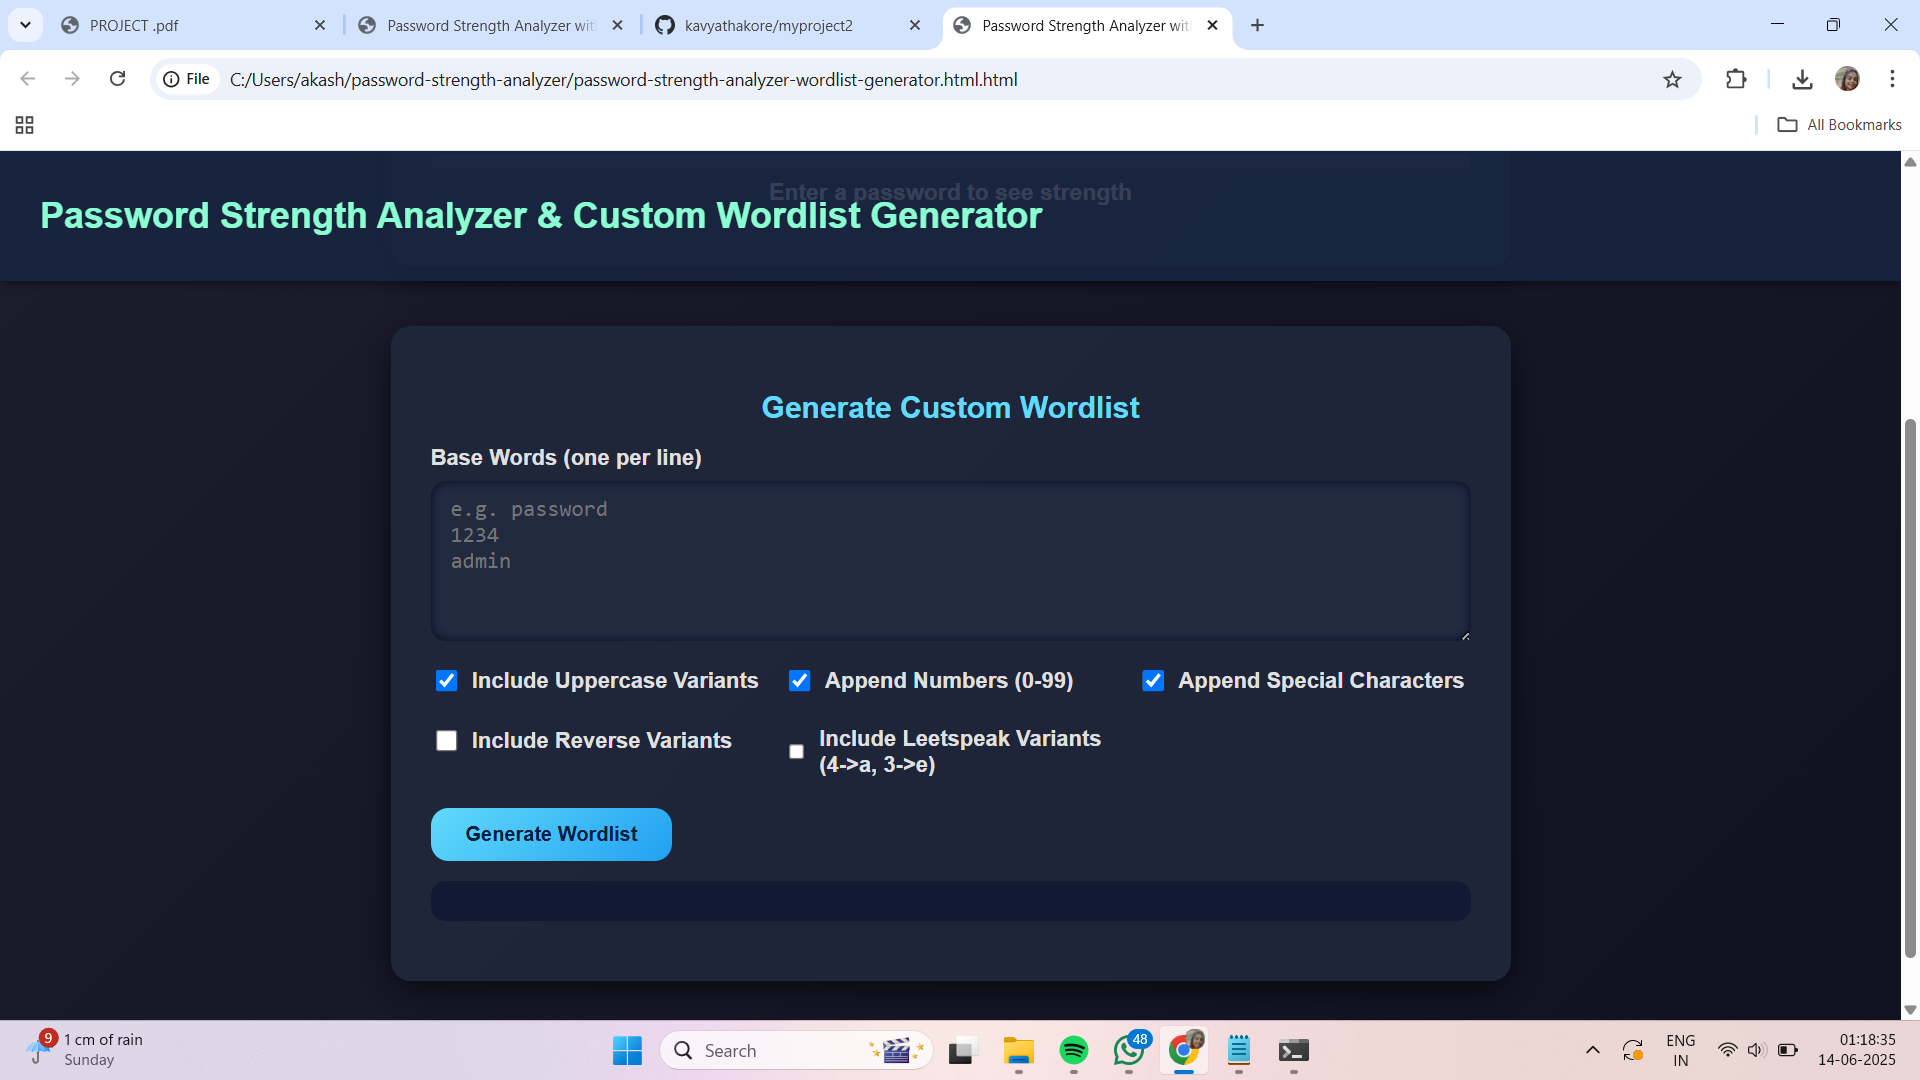 PROJECT .pdf
Password Strength Analyzer wit
kavyathakore/myproject2
Password Strength Analyzer wit
File
C:/Users/akash/password-strength-analyzer/password-strength-analyzer-wordlist-generator.html.html
All Bookmarks
Enter a password to see strength
Password Strength Analyzer & Custom Wordlist Generator
Generate Custom Wordlist
Base Words (one per line)
e.g. password
1234
admin
Include Uppercase Variants
Append Numbers (0-99)
Append Special Characters
Include Reverse Variants
Include Leetspeak Variants
(4->a, 3->e)
Generate Wordlist
9
1 cm of rain
Sunday
Search
48
ENG
IN
01:18:35
14-06-2025